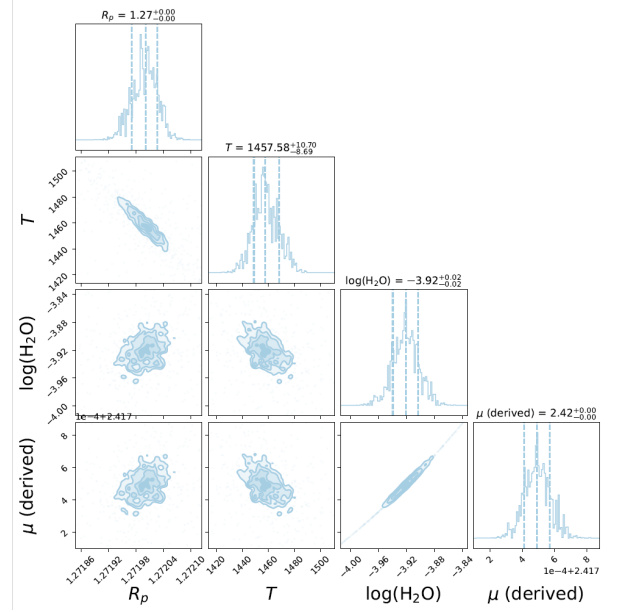 R_p = 1.27^{+0.00}_{-0.00}
1500
1480
1460
1440
1420
T
T = 1457.58^{+10.70}_{-8.69}
−3.84
−3.88
−3.92
−3.96
−4.00
log(H₂O)
log(H₂O) = −3.92^{+0.02}_{-0.02}
1e−4+2.417
8
6
4
2
μ (derived)
μ (derived) = 2.42^{+0.00}_{-0.00}
1.27186
1.27192
1.27198
1.27204
1.27210
R_p
1420
1440
1460
1480
1500
T
−4.00
−3.96
−3.92
−3.88
−3.84
log(H₂O)
2
4
6
8
1e−4+2.417
μ (derived)